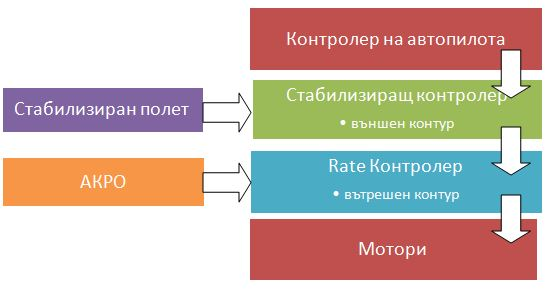 Контролер на автопилота
Стабилизиран полет
Стабилизиращ контролер
• външен контур
АКРО
Rate Контролер
• вътрешен контур
Мотори